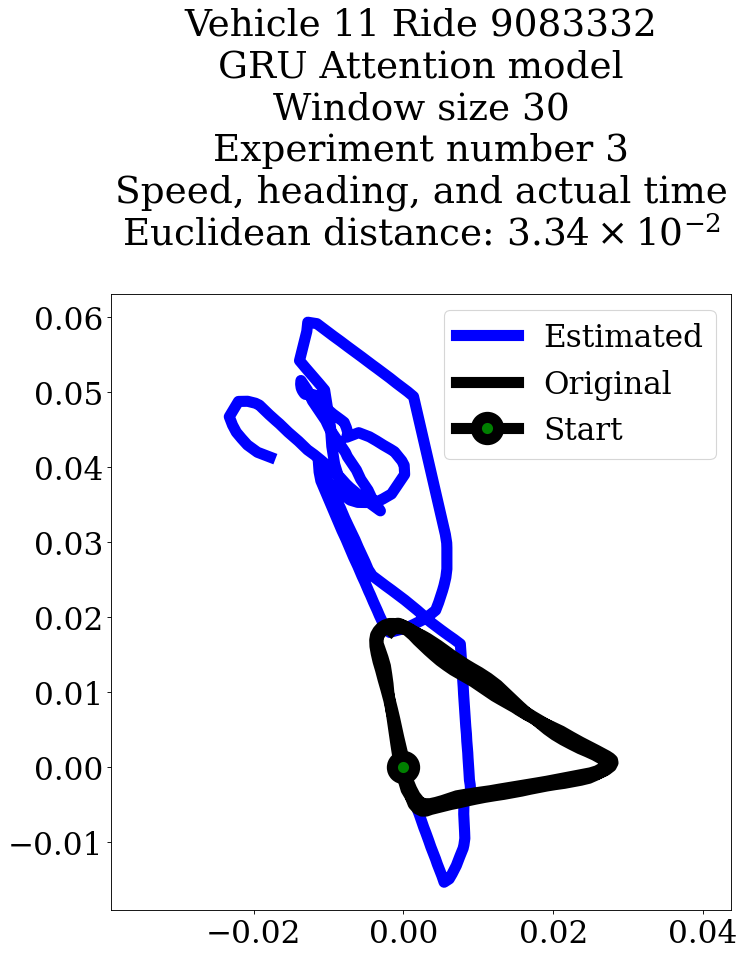 Vehicle 11 Ride 9083332
GRU Attention model
Window size 30
Experiment number 3
Speed, heading, and actual time
Euclidean distance: 3.34 × 10⁻²
Estimated
Original
Start
0.06
0.05
0.04
0.03
0.02
0.01
0.00
−0.01
−0.02 0.00 0.02 0.04